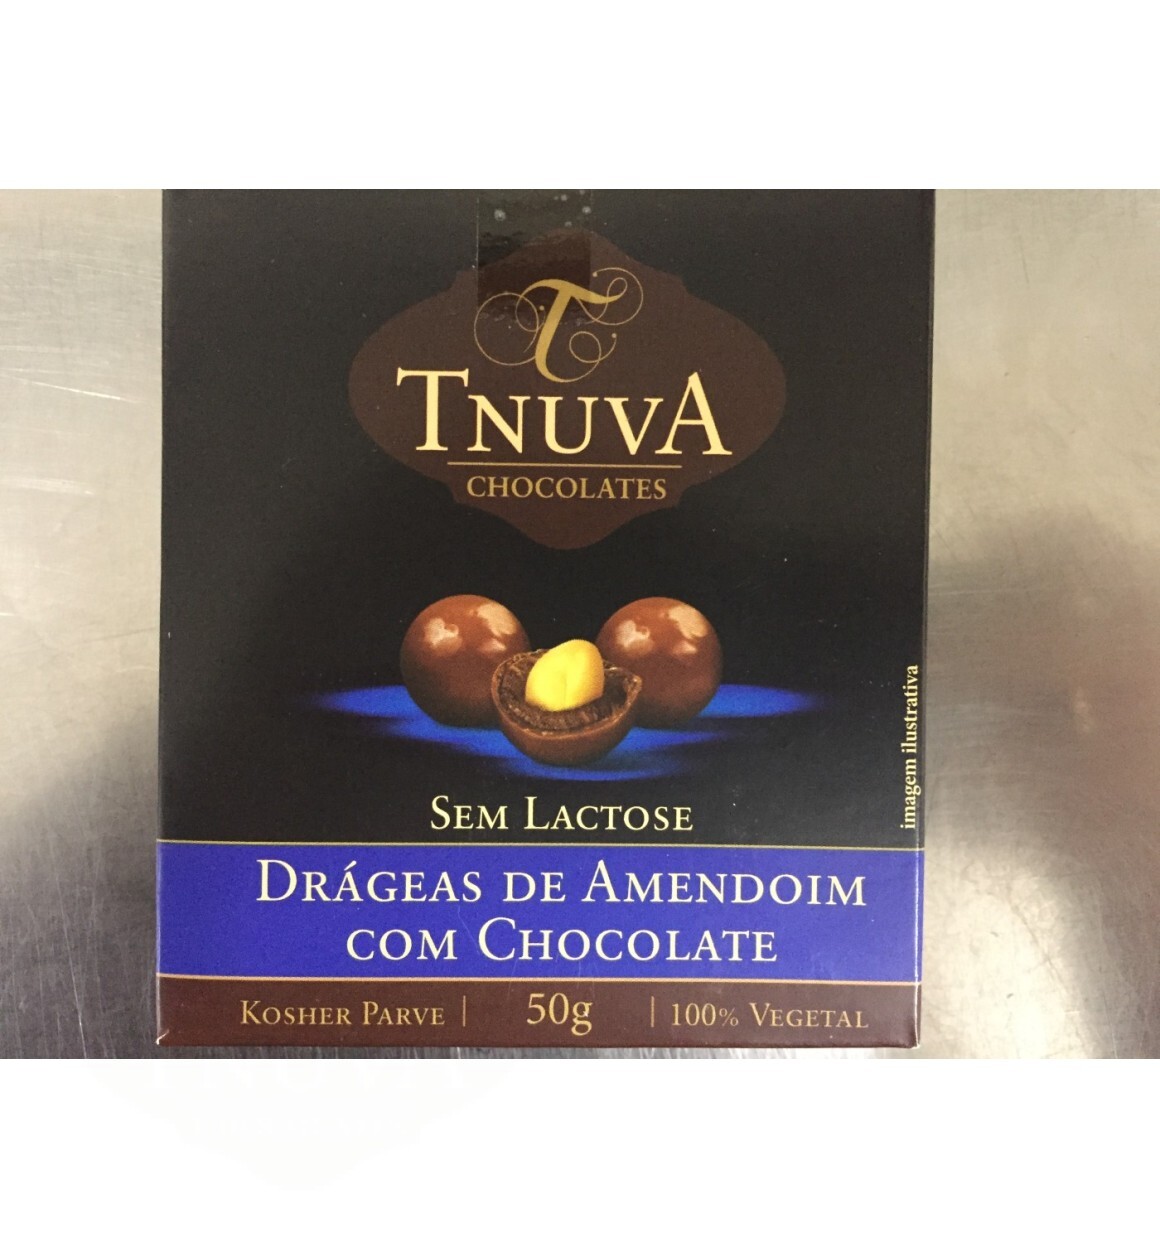 T
TNUVA
CHOCOLATES
imagem ilustrativa
SEM LACTOSE
DRÁGEAS DE AMENDOIM
COM CHOCOLATE
KOSHER PARVE | 50g | 100% VEGETAL